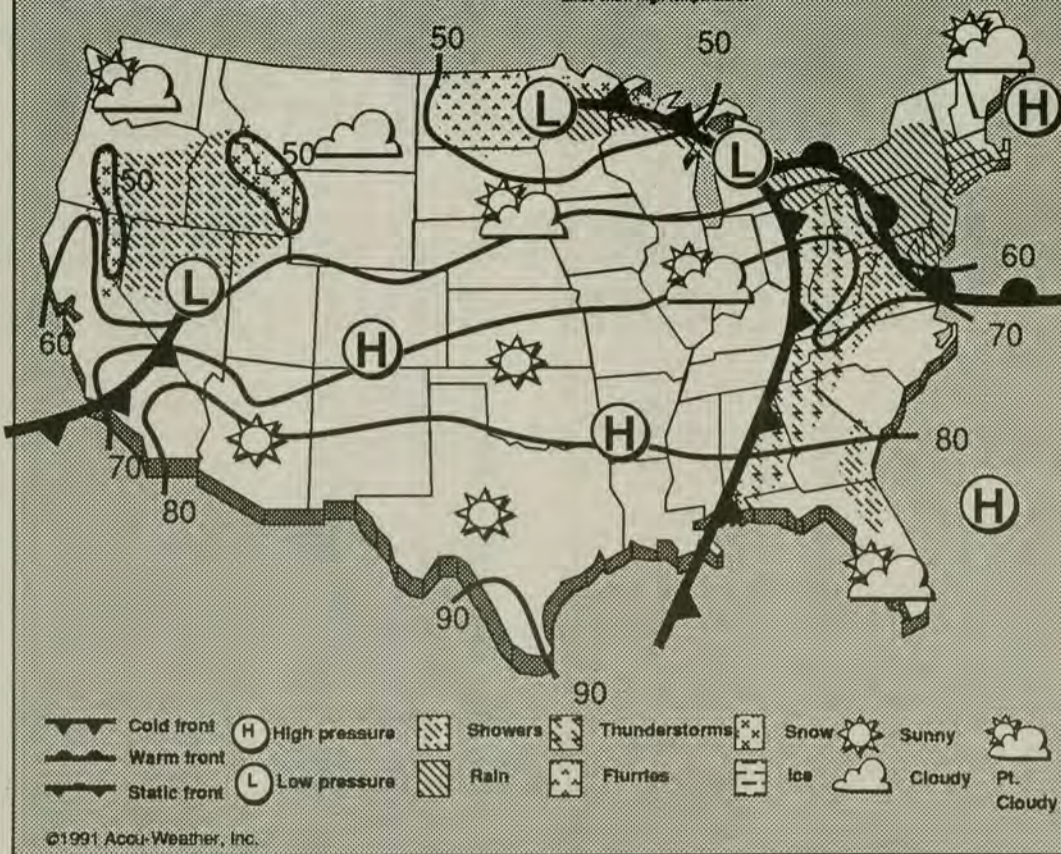 50
50
H
L
50
L
50
60
L
H
60
70
H
80
70
H
80
90
90
Cold front
H
High pressure
Showers
Thunderstorms
Snow
Sunny
Warm front
Static front
L
Low pressure
Rain
Flurries
Ice
Cloudy
Pt.
Cloudy
©1991 Accu-Weather, Inc.